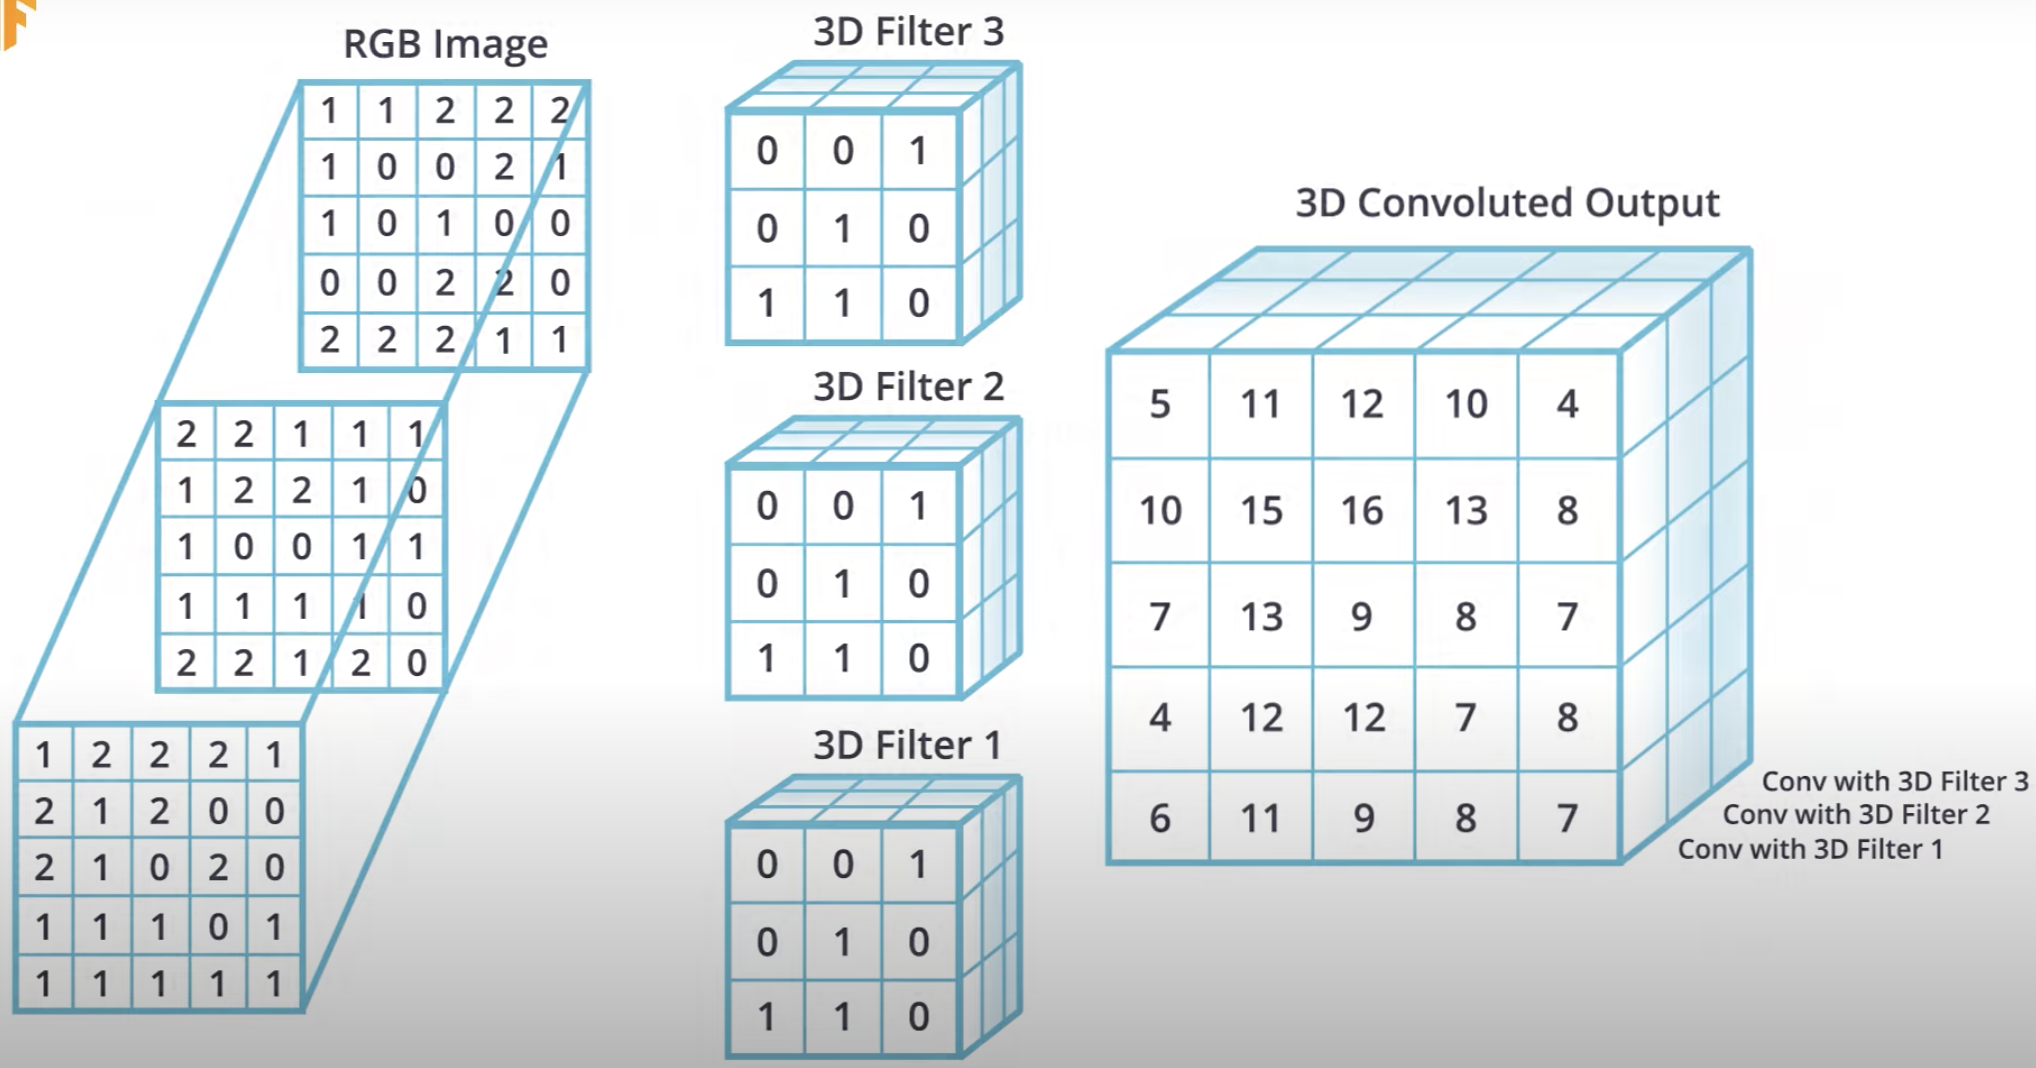 F
RGB Image
1 1 2 2 2
1 0 0 2 1
1 0 1 0 0
0 0 2 2 0
2 2 2 1 1
2 2 1 1 1
1 2 2 1 0
1 0 0 1 1
1 1 1 1 0
2 2 1 2 0
1 2 2 2 1
2 1 2 0 0
2 1 0 2 0
1 1 1 0 1
1 1 1 1 1
3D Filter 3
0 0 1
0 1 0
1 1 0
3D Filter 2
0 0 1
0 1 0
1 1 0
3D Filter 1
0 0 1
0 1 0
1 1 0
3D Convoluted Output
5 11 12 10 4
10 15 16 13 8
7 13 9 8 7
4 12 12 7 8
6 11 9 8 7
Conv with 3D Filter 3
Conv with 3D Filter 2
Conv with 3D Filter 1